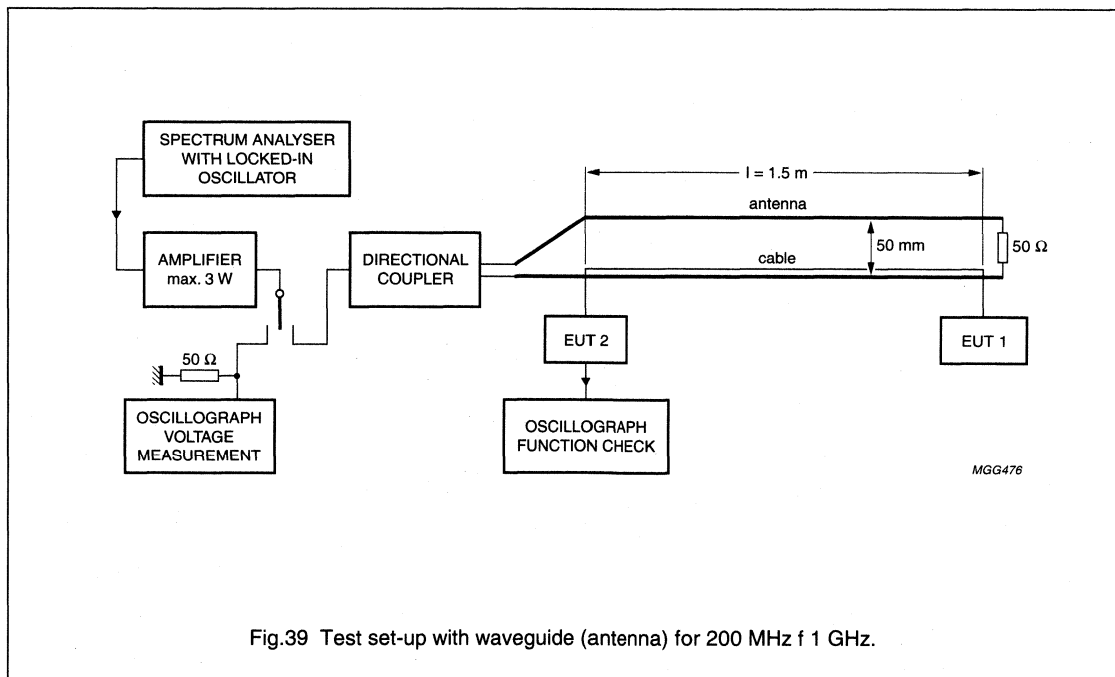 SPECTRUM ANALYSER
WITH LOCKED-IN
OSCILLATOR
AMPLIFIER
max. 3 W
DIRECTIONAL
COUPLER
l = 1.5 m
antenna
50 mm
cable
50 Ω
EUT 2
EUT 1
50 Ω
OSCILLOGRAPH
VOLTAGE
MEASUREMENT
OSCILLOGRAPH
FUNCTION CHECK
MGG476
Fig.39 Test set-up with waveguide (antenna) for 200 MHz f 1 GHz.